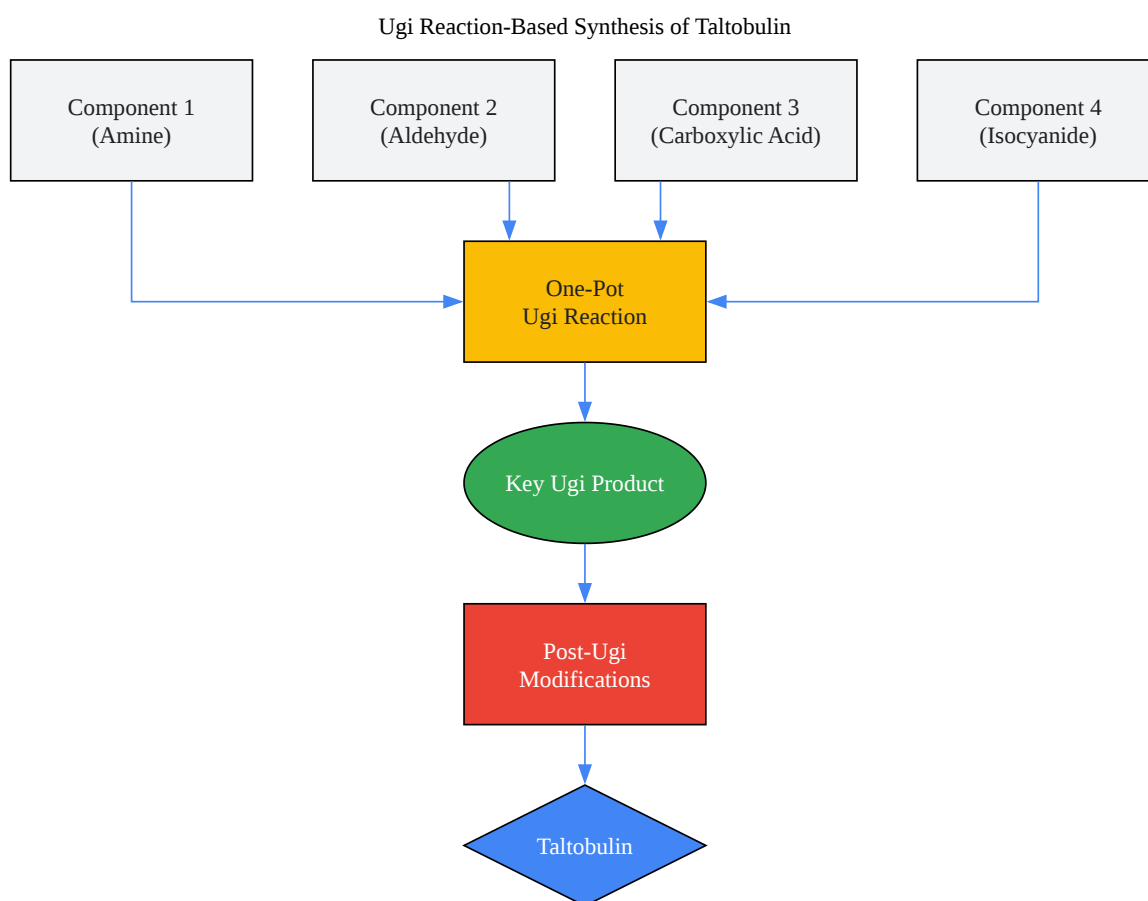 Ugi Reaction-Based Synthesis of Taltobulin
Component 1
(Amine)
Component 2
(Aldehyde)
Component 3
(Carboxylic Acid)
Component 4
(Isocyanide)
One-Pot
Ugi Reaction
Key Ugi Product
Post-Ugi
Modifications
Taltobulin